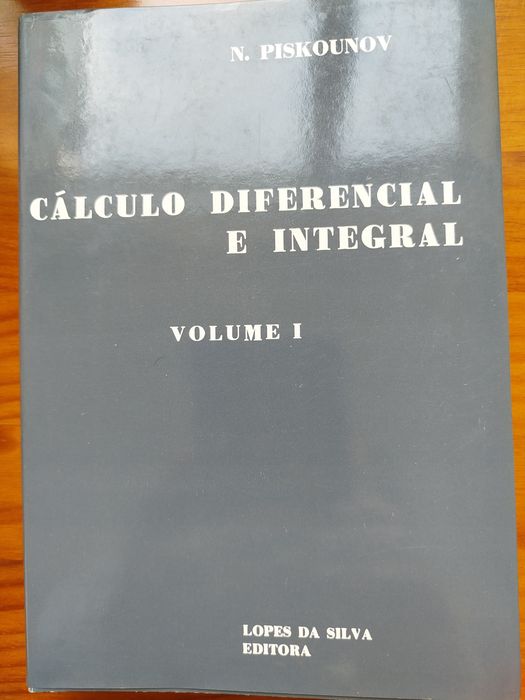 N. PISKOUNOV
CÁLCULO DIFERENCIAL
E INTEGRAL
VOLUME I
LOPES DA SILVA
EDITORA